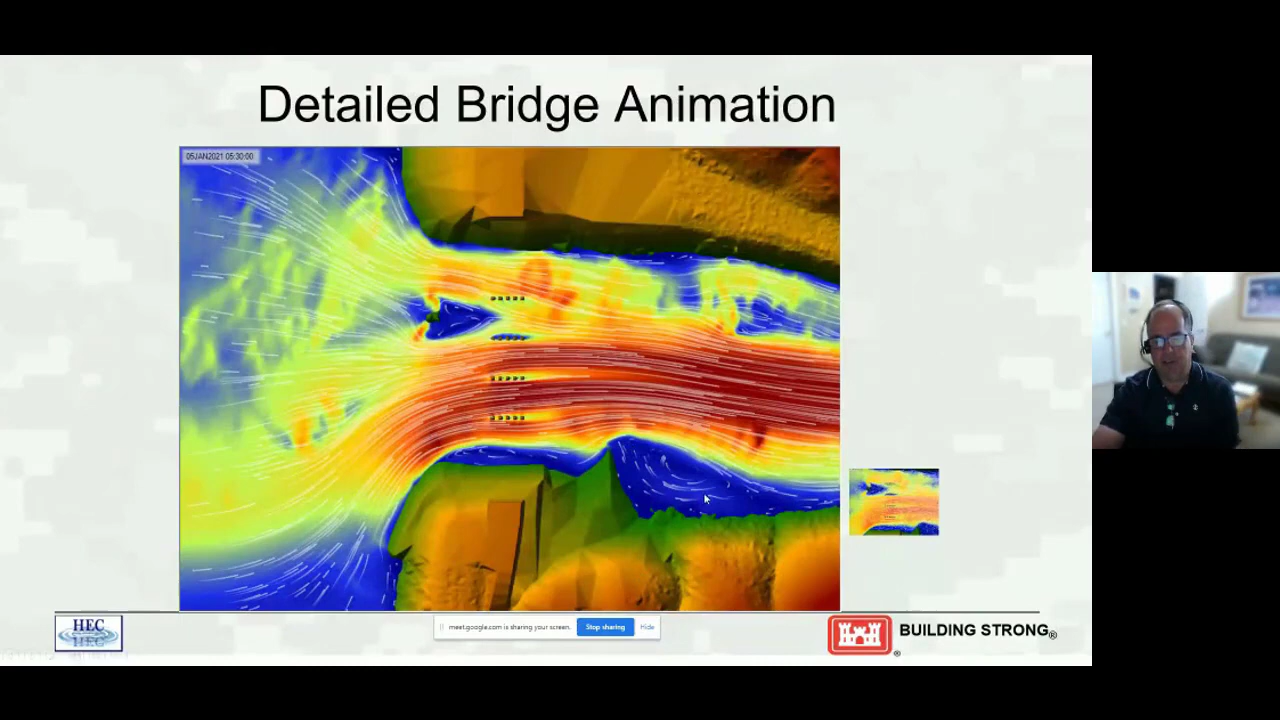 Detailed Bridge Animation
05JAN2021 05:30:00
HEC
meet.google.com is sharing your screen.
Stop sharing
Hide
BUILDING STRONG®
®